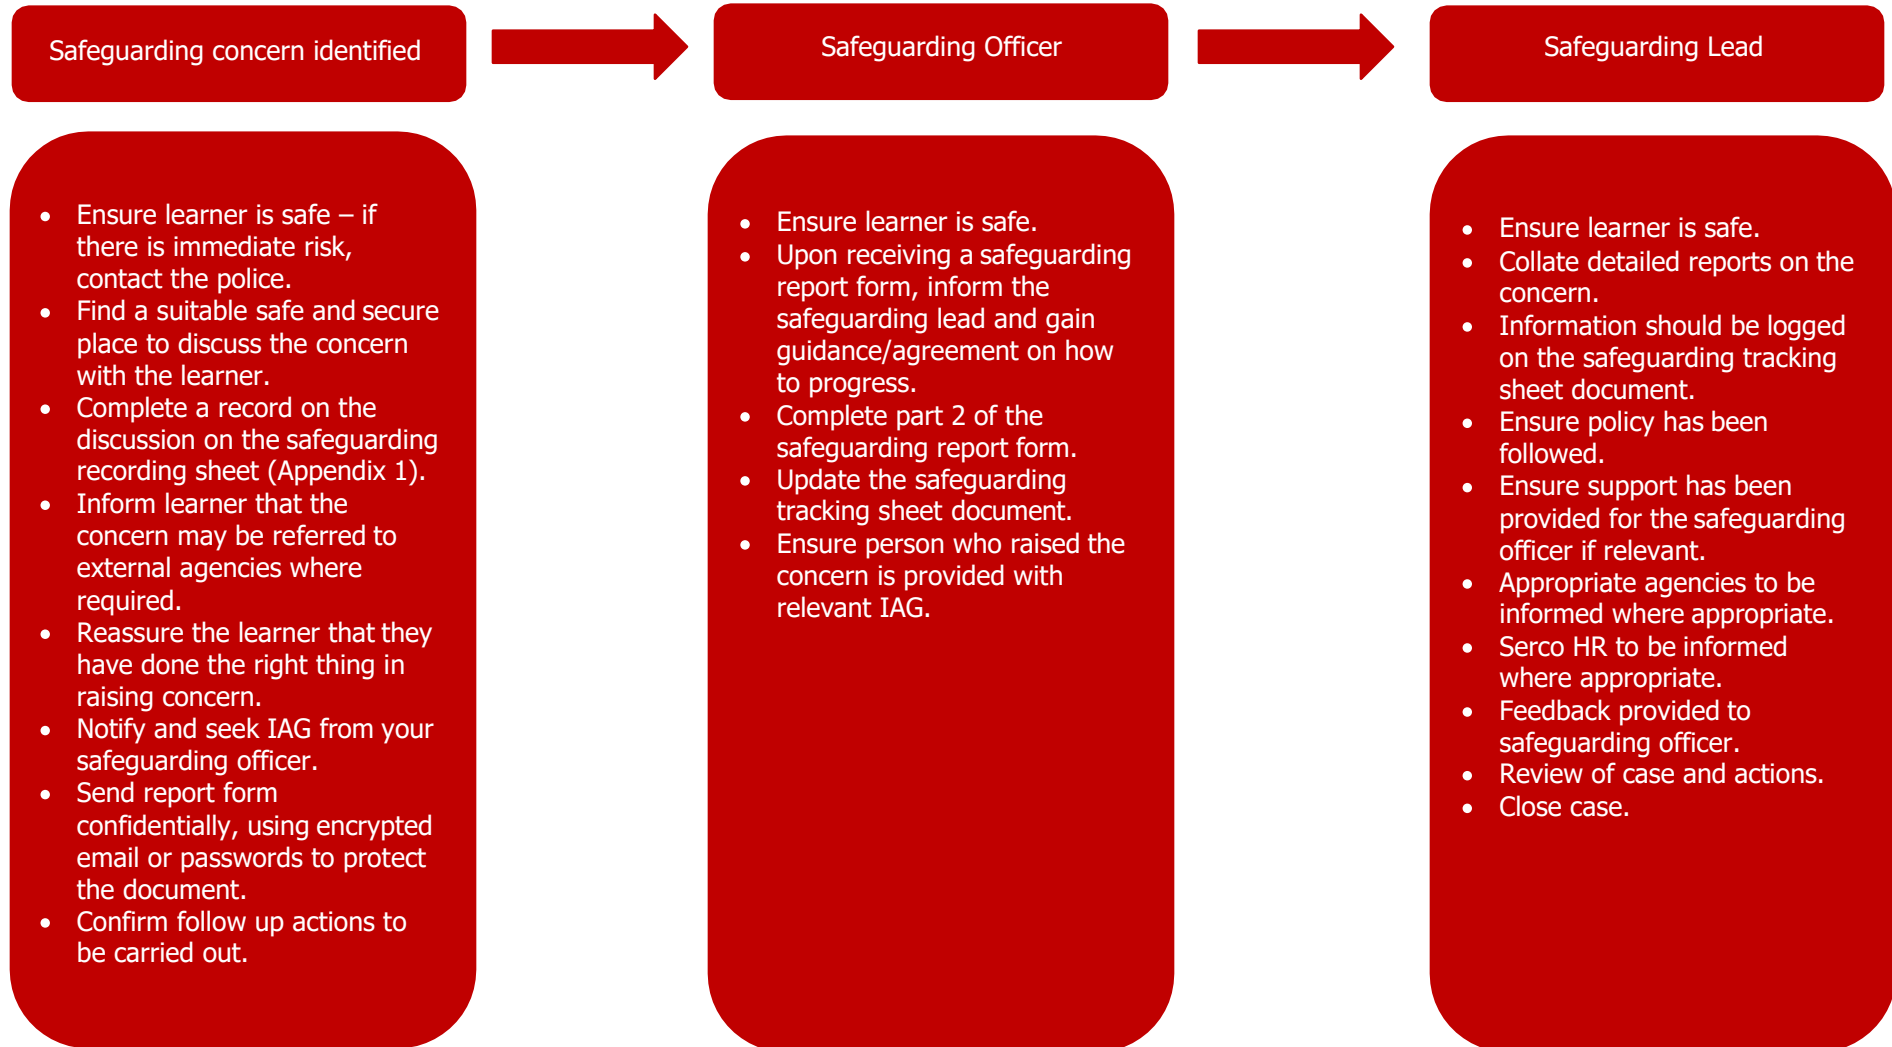 Safeguarding concern identified
Safeguarding Officer
Safeguarding Lead
• Ensure learner is safe – if
there is immediate risk,
contact the police.
• Find a suitable safe and secure
place to discuss the concern
with the learner.
• Complete a record on the
discussion on the safeguarding
recording sheet (Appendix 1).
• Inform learner that the
concern may be referred to
external agencies where
required.
• Reassure the learner that they
have done the right thing in
raising concern.
• Notify and seek IAG from your
safeguarding officer.
• Send report form
confidentially, using encrypted
email or passwords to protect
the document.
• Confirm follow up actions to
be carried out.
• Ensure learner is safe.
• Upon receiving a safeguarding
report form, inform the
safeguarding lead and gain
guidance/agreement on how
to progress.
• Complete part 2 of the
safeguarding report form.
• Update the safeguarding
tracking sheet document.
• Ensure person who raised the
concern is provided with
relevant IAG.
• Ensure learner is safe.
• Collate detailed reports on the
concern.
• Information should be logged
on the safeguarding tracking
sheet document.
• Ensure policy has been
followed.
• Ensure support has been
provided for the safeguarding
officer if relevant.
• Appropriate agencies to be
informed where appropriate.
• Serco HR to be informed
where appropriate.
• Feedback provided to
safeguarding officer.
• Review of case and actions.
• Close case.